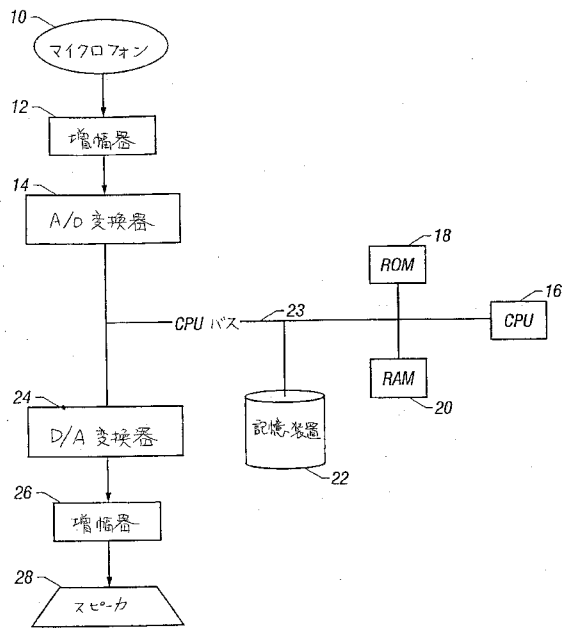 10
マイクロフォン
12
増幅器
14
A/D 変換器
18
ROM
16
CPU
CPU バス
23
RAM
20
24
D/A 変換器
記憶装置
22
26
増幅器
28
スピーカ